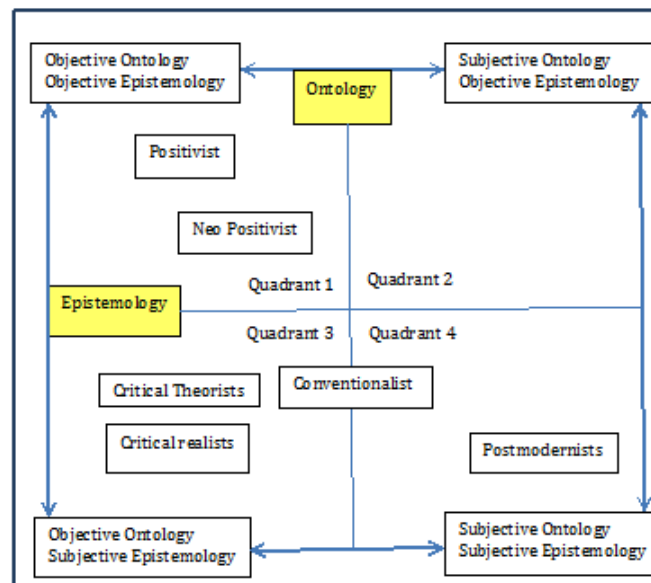 Objective Ontology
Objective Epistemology
Subjective Ontology
Objective Epistemology
Ontology
Positivist
Neo Positivist
Quadrant 1
Quadrant 2
Epistemology
Quadrant 3
Quadrant 4
Critical Theorists
Conventionalist
Critical realists
Postmodernists
Objective Ontology
Subjective Epistemology
Subjective Ontology
Subjective Epistemology